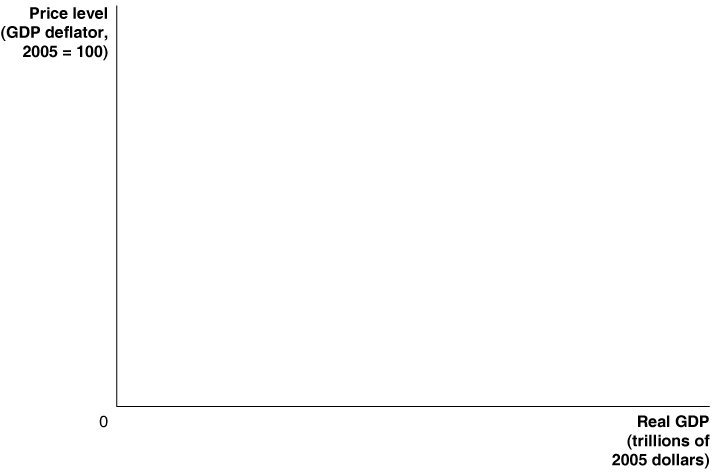 Price level
(GDP deflator,
2005 = 100)
0
Real GDP
(trillions of
2005 dollars)